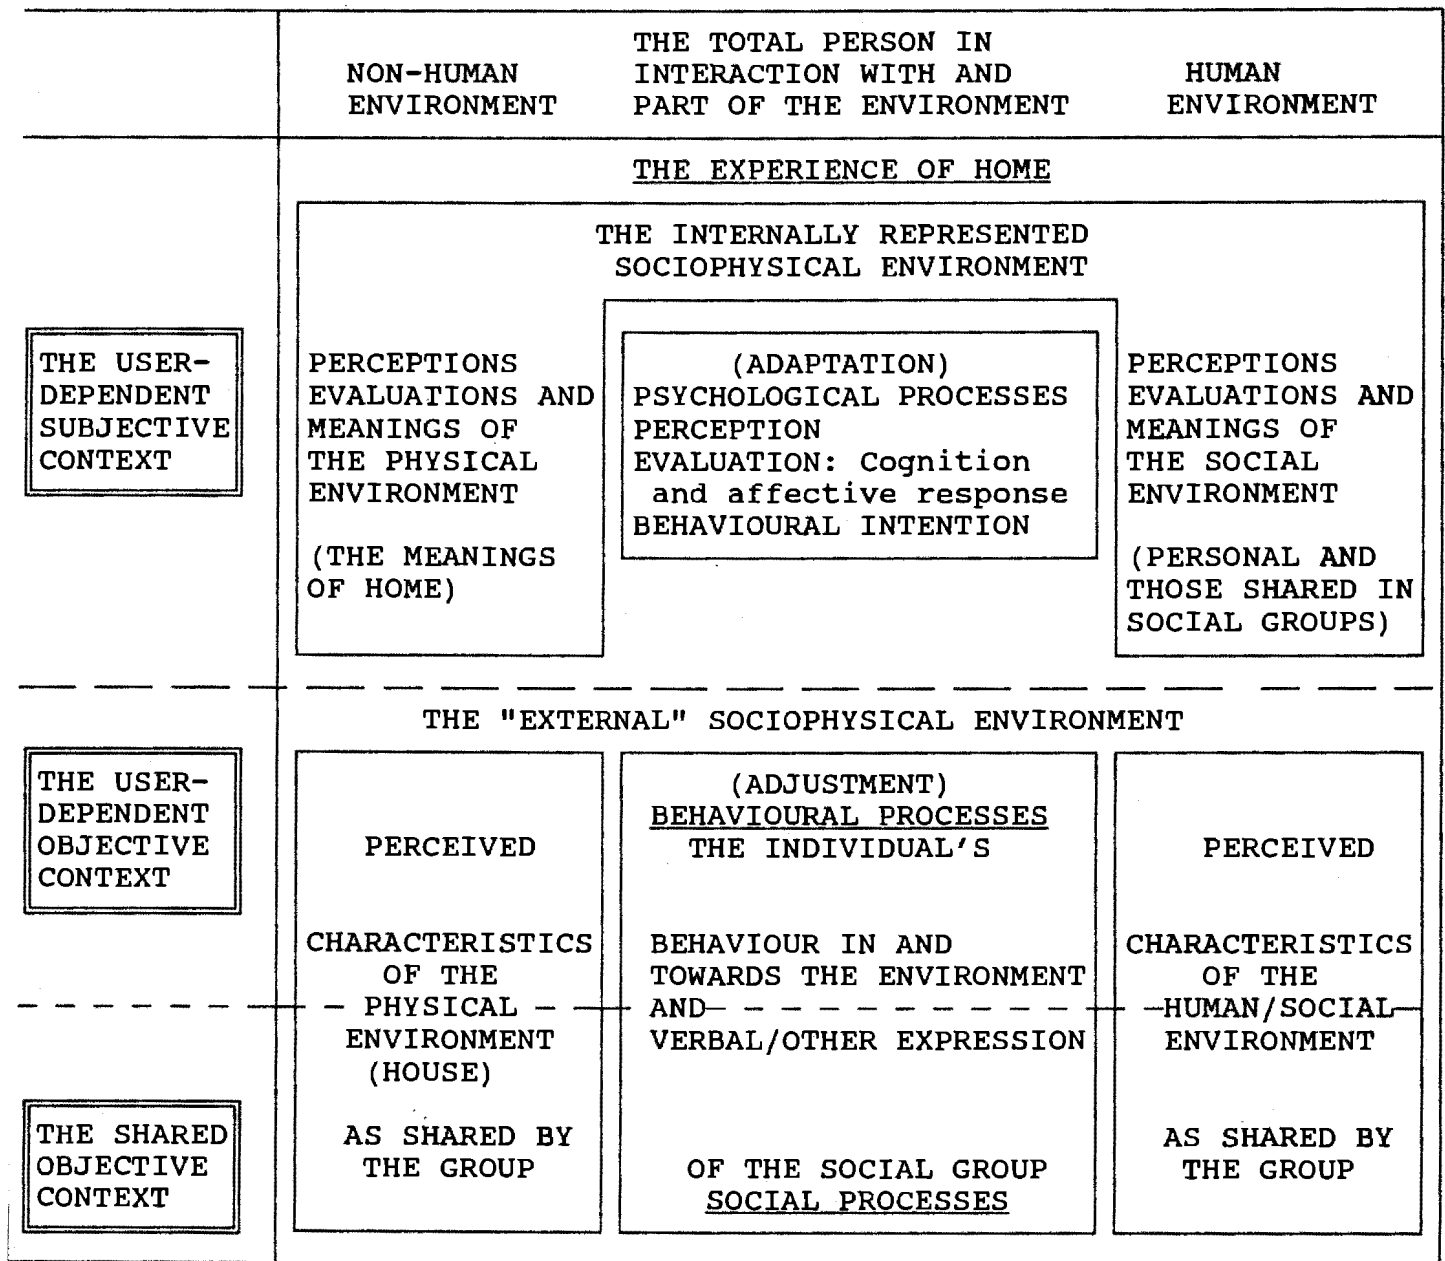 NON-HUMAN
ENVIRONMENT
THE TOTAL PERSON IN
INTERACTION WITH AND
PART OF THE ENVIRONMENT
HUMAN
ENVIRONMENT
THE EXPERIENCE OF HOME
THE INTERNALLY REPRESENTED
SOCIOPHYSICAL ENVIRONMENT
THE USER-
DEPENDENT
SUBJECTIVE
CONTEXT
PERCEPTIONS
EVALUATIONS AND
MEANINGS OF
THE PHYSICAL
ENVIRONMENT
(THE MEANINGS
OF HOME)
(ADAPTATION)
PSYCHOLOGICAL PROCESSES
PERCEPTION
EVALUATION: Cognition
and affective response
BEHAVIOURAL INTENTION
PERCEPTIONS
EVALUATIONS AND
MEANINGS OF
THE SOCIAL
ENVIRONMENT
(PERSONAL AND
THOSE SHARED IN
SOCIAL GROUPS)
THE "EXTERNAL" SOCIOPHYSICAL ENVIRONMENT
THE USER-
DEPENDENT
OBJECTIVE
CONTEXT
THE SHARED
OBJECTIVE
CONTEXT
PERCEIVED
CHARACTERISTICS
OF THE
PHYSICAL
ENVIRONMENT
(HOUSE)
AS SHARED BY
THE GROUP
(ADJUSTMENT)
BEHAVIOURAL PROCESSES
THE INDIVIDUAL'S
BEHAVIOUR IN AND
TOWARDS THE ENVIRONMENT
AND
VERBAL/OTHER EXPRESSION
OF THE SOCIAL GROUP
SOCIAL PROCESSES
PERCEIVED
CHARACTERISTICS
OF THE
HUMAN/SOCIAL
ENVIRONMENT
AS SHARED BY
THE GROUP